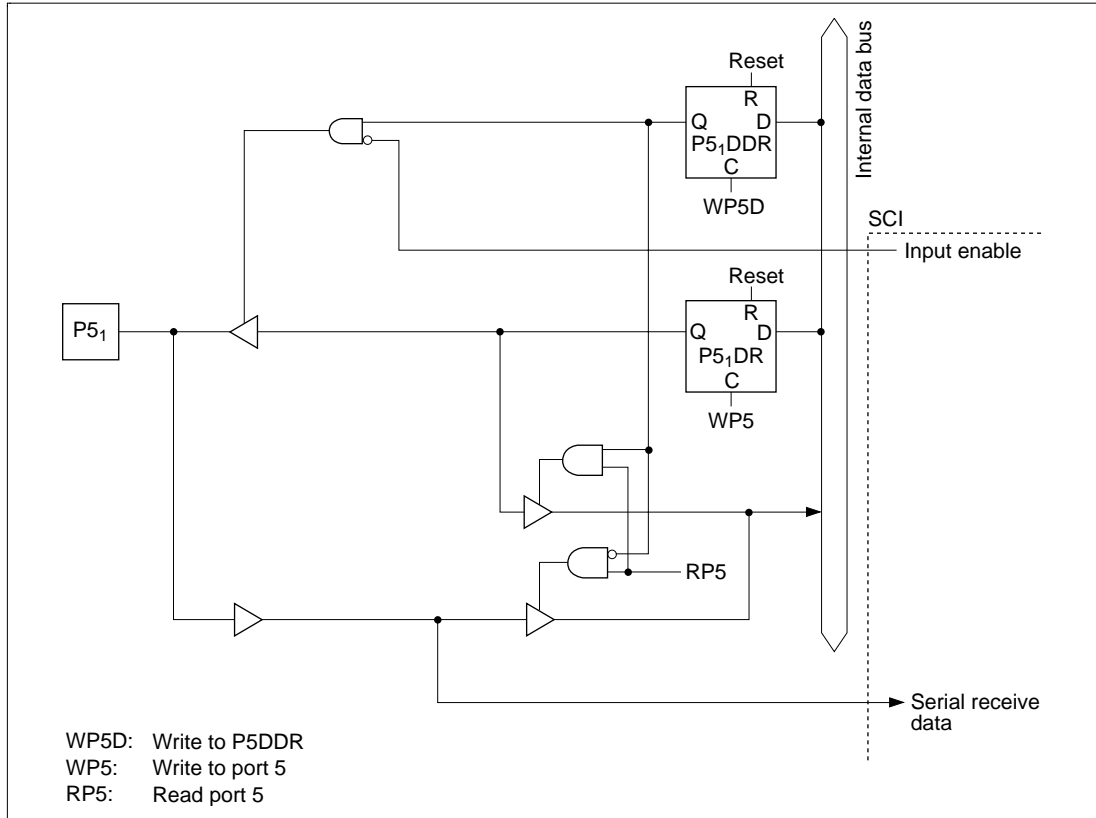 Reset
R
Q D
P5₁DDR
C
WP5D
Internal data bus
SCI
Input enable
Reset
R
Q D
P5₁DR
C
WP5
P5₁
RP5
Serial receive
data
WP5D: Write to P5DDR
WP5: Write to port 5
RP5: Read port 5